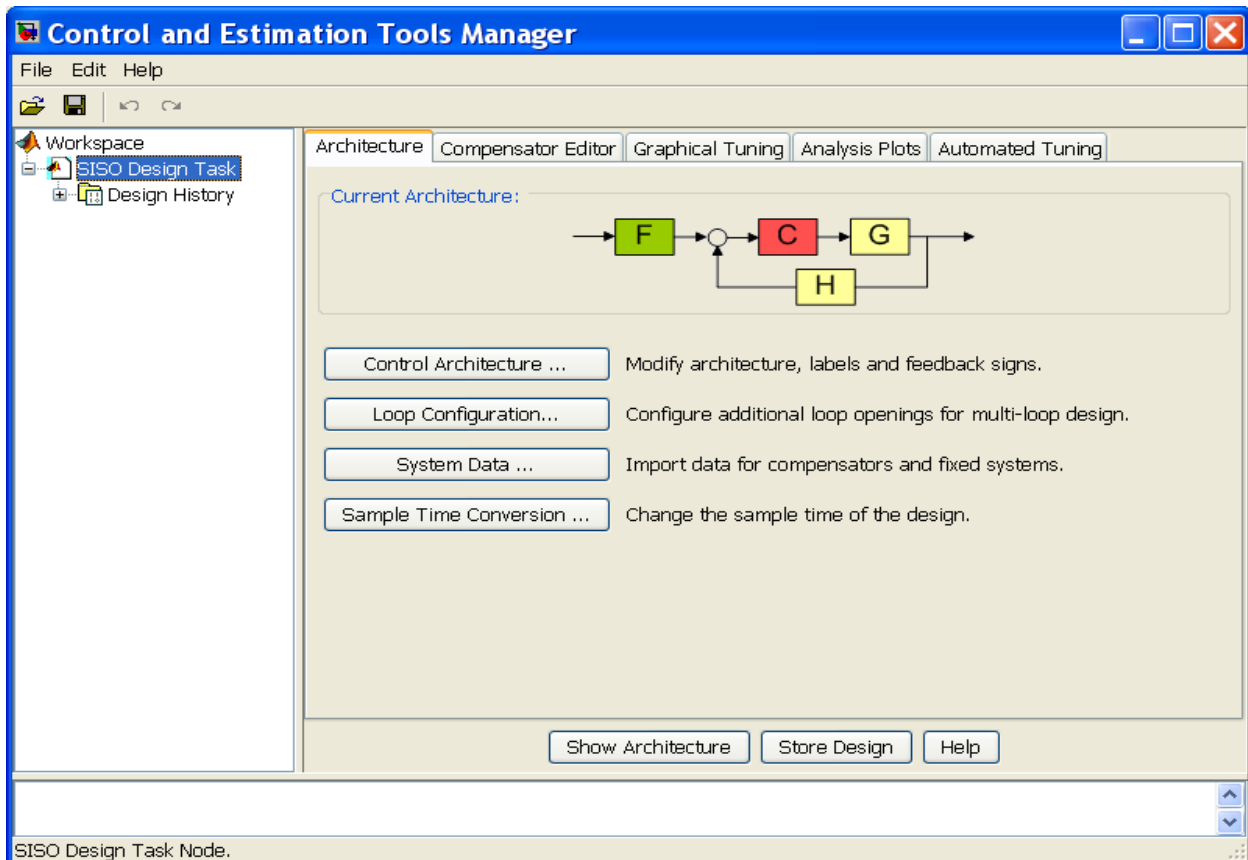 Control and Estimation Tools Manager
File Edit Help
Workspace
SISO Design Task
Design History
Architecture Compensator Editor Graphical Tuning Analysis Plots Automated Tuning
Current Architecture:
F C G
H
Control Architecture ... Modify architecture, labels and feedback signs.
Loop Configuration... Configure additional loop openings for multi-loop design.
System Data ... Import data for compensators and fixed systems.
Sample Time Conversion ... Change the sample time of the design.
Show Architecture Store Design Help
SISO Design Task Node.